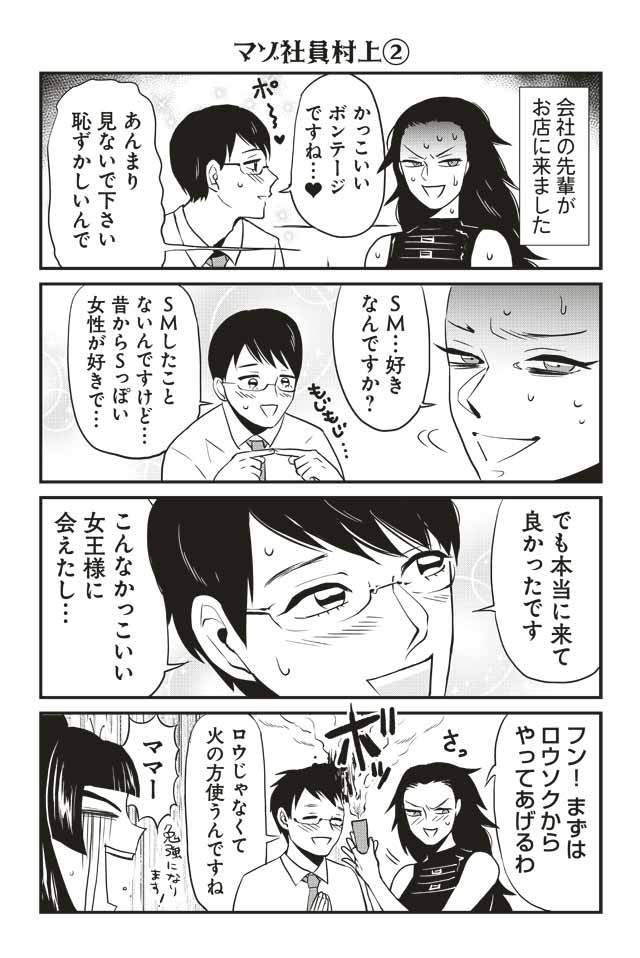 マゾ社員村上②
会社の先輩が
お店に来ました
かっこいい
ボンテージ
ですね…♥
ポ〜♥
あんまり
見ないで下さい
恥ずかしいんで
SM…好き
なんですか？
もじもじ…
SMしたこと
ないんですけど…
昔からSっぽい
女性が好きで…
でも本当に来て
良かったです
こんなかっこいい
女王様に
会えたし…
フン！まずは
ロウソクから
やってあげるわ
さっ
ボッ
ロウじゃなくて
火の方使うんですね
ママー
勉強になり
ます！